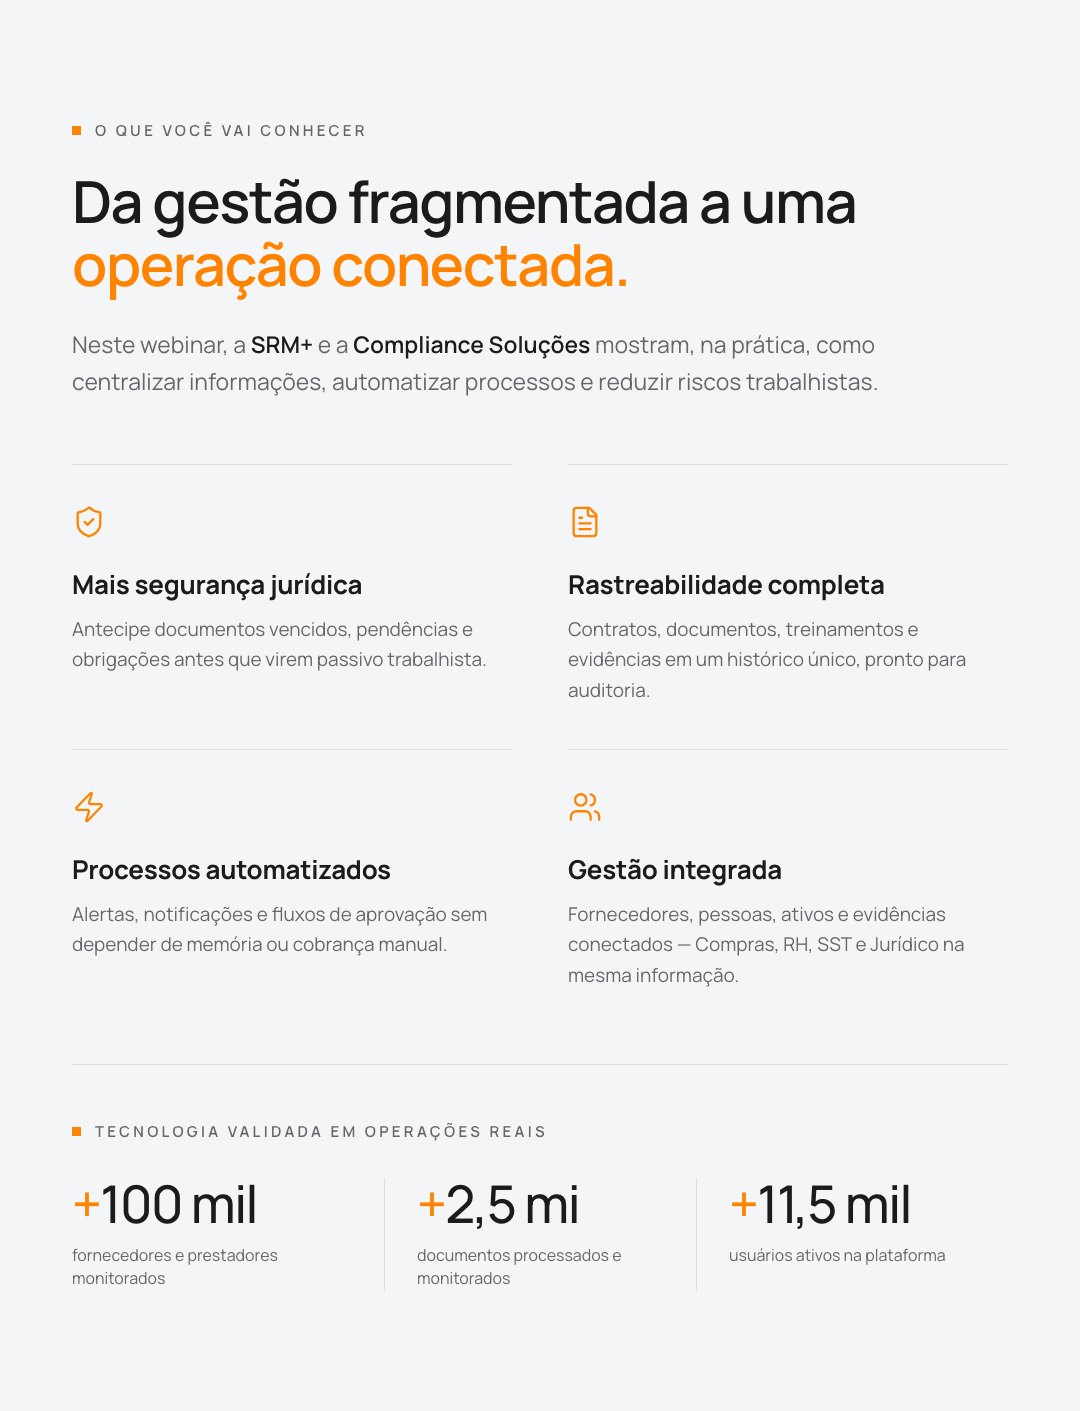 O QUE VOCÊ VAI CONHECER
Da gestão fragmentada a uma
operação conectada.
Neste webinar, a SRM+ e a Compliance Soluções mostram, na prática, como
centralizar informações, automatizar processos e reduzir riscos trabalhistas.
Mais segurança jurídica
Antecipe documentos vencidos, pendências e
obrigações antes que virem passivo trabalhista.
Rastreabilidade completa
Contratos, documentos, treinamentos e
evidências em um histórico único, pronto para
auditoria.
Processos automatizados
Alertas, notificações e fluxos de aprovação sem
depender de memória ou cobrança manual.
Gestão integrada
Fornecedores, pessoas, ativos e evidências
conectados — Compras, RH, SST e Jurídico na
mesma informação.
TECNOLOGIA VALIDADA EM OPERAÇÕES REAIS
+100 mil
fornecedores e prestadores
monitorados
+2,5 mi
documentos processados e
monitorados
+11,5 mil
usuários ativos na plataforma